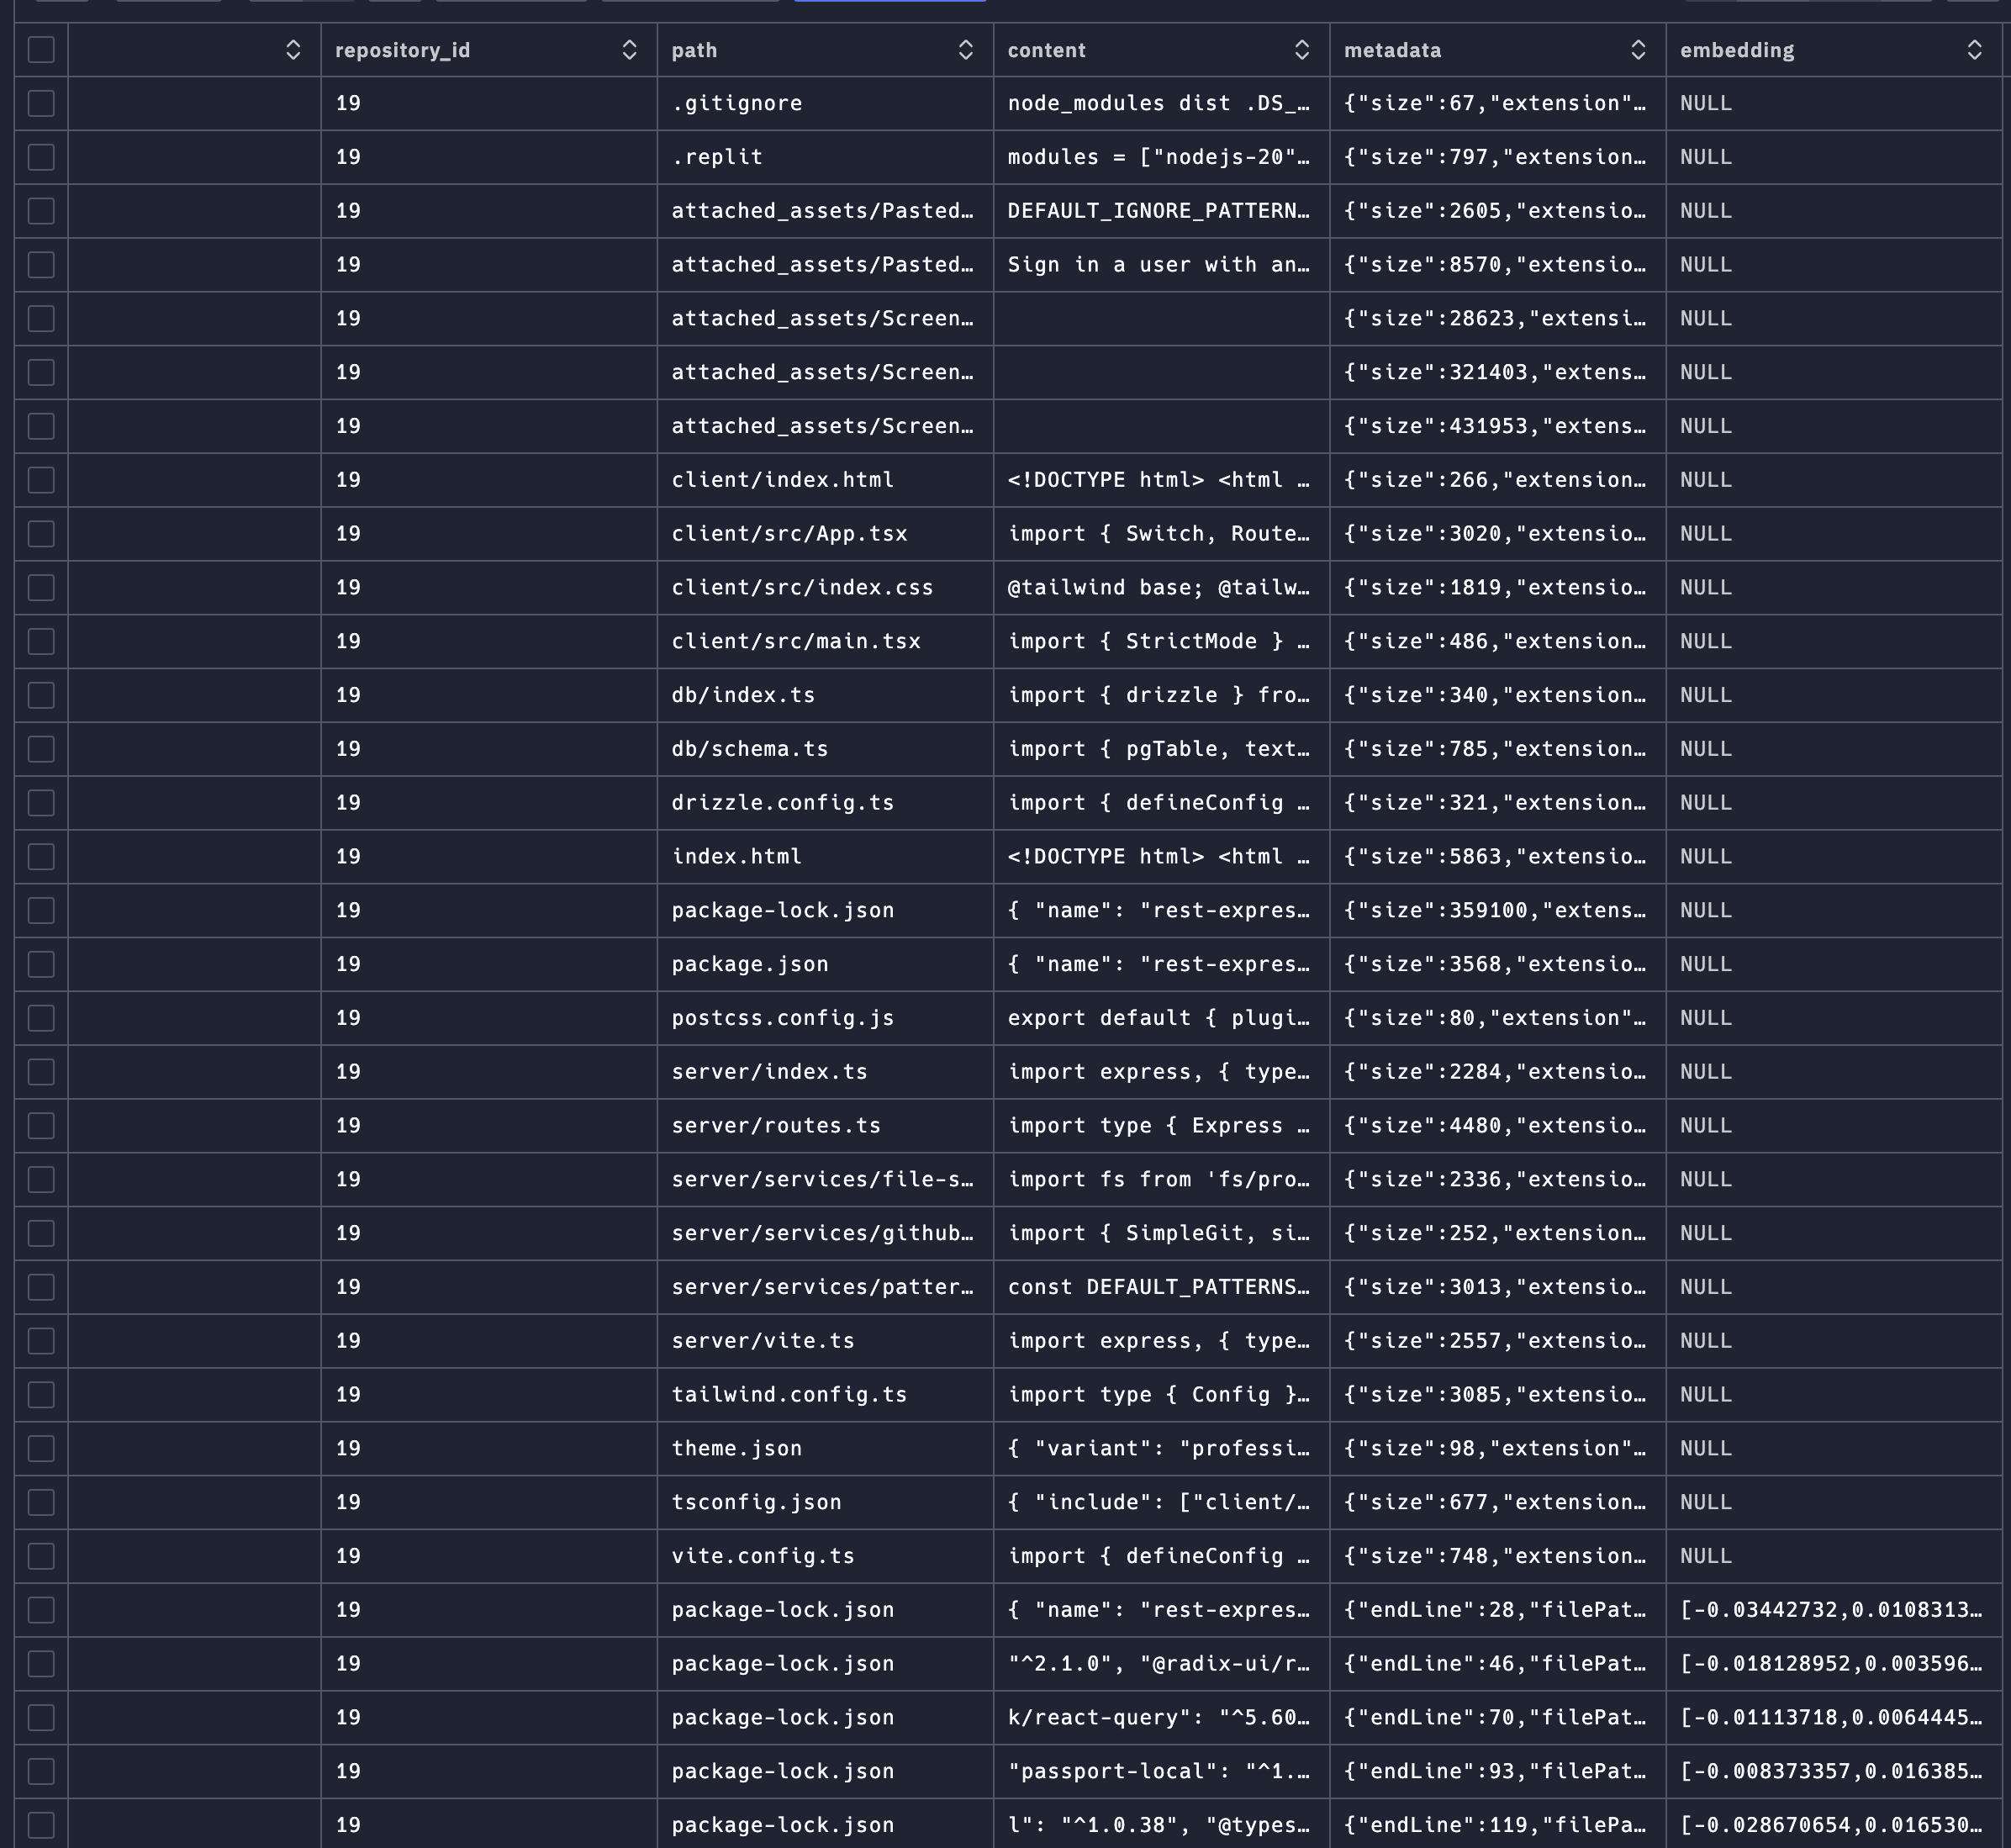 repository_id path content metadata embedding
19 .gitignore node_modules dist .DS_… {"size":67,"extension"… NULL
19 .replit modules = ["nodejs-20"… {"size":797,"extension… NULL
19 attached_assets/Pasted… DEFAULT_IGNORE_PATTERN… {"size":2605,"extensio… NULL
19 attached_assets/Pasted… Sign in a user with an… {"size":8570,"extensio… NULL
19 attached_assets/Screen… {"size":28623,"extensi… NULL
19 attached_assets/Screen… {"size":321403,"extens… NULL
19 attached_assets/Screen… {"size":431953,"extens… NULL
19 client/index.html <!DOCTYPE html> <html … {"size":266,"extension… NULL
19 client/src/App.tsx import { Switch, Route… {"size":3020,"extensio… NULL
19 client/src/index.css @tailwind base; @tailw… {"size":1819,"extensio… NULL
19 client/src/main.tsx import { StrictMode } … {"size":486,"extension… NULL
19 db/index.ts import { drizzle } fro… {"size":340,"extension… NULL
19 db/schema.ts import { pgTable, text… {"size":785,"extension… NULL
19 drizzle.config.ts import { defineConfig … {"size":321,"extension… NULL
19 index.html <!DOCTYPE html> <html … {"size":5863,"extensio… NULL
19 package-lock.json { "name": "rest-expres… {"size":359100,"extens… NULL
19 package.json { "name": "rest-expres… {"size":3568,"extensio… NULL
19 postcss.config.js export default { plugi… {"size":80,"extension"… NULL
19 server/index.ts import express, { type… {"size":2284,"extensio… NULL
19 server/routes.ts import type { Express … {"size":4480,"extensio… NULL
19 server/services/file-s… import fs from 'fs/pro… {"size":2336,"extensio… NULL
19 server/services/github… import { SimpleGit, si… {"size":252,"extension… NULL
19 server/services/patter… const DEFAULT_PATTERNS… {"size":3013,"extensio… NULL
19 server/vite.ts import express, { type… {"size":2557,"extensio… NULL
19 tailwind.config.ts import type { Config }… {"size":3085,"extensio… NULL
19 theme.json { "variant": "professi… {"size":98,"extension"… NULL
19 tsconfig.json { "include": ["client/… {"size":677,"extension… NULL
19 vite.config.ts import { defineConfig … {"size":748,"extension… NULL
19 package-lock.json { "name": "rest-expres… {"endLine":28,"filePat… [-0.03442732,0.0108313…
19 package-lock.json "^2.1.0", "@radix-ui/r… {"endLine":46,"filePat… [-0.018128952,0.003596…
19 package-lock.json k/react-query": "^5.60… {"endLine":70,"filePat… [-0.01113718,0.0064445…
19 package-lock.json "passport-local": "^1.… {"endLine":93,"filePat… [-0.008373357,0.016385…
19 package-lock.json l": "^1.0.38", "@types… {"endLine":119,"filePa… [-0.028670654,0.016530…